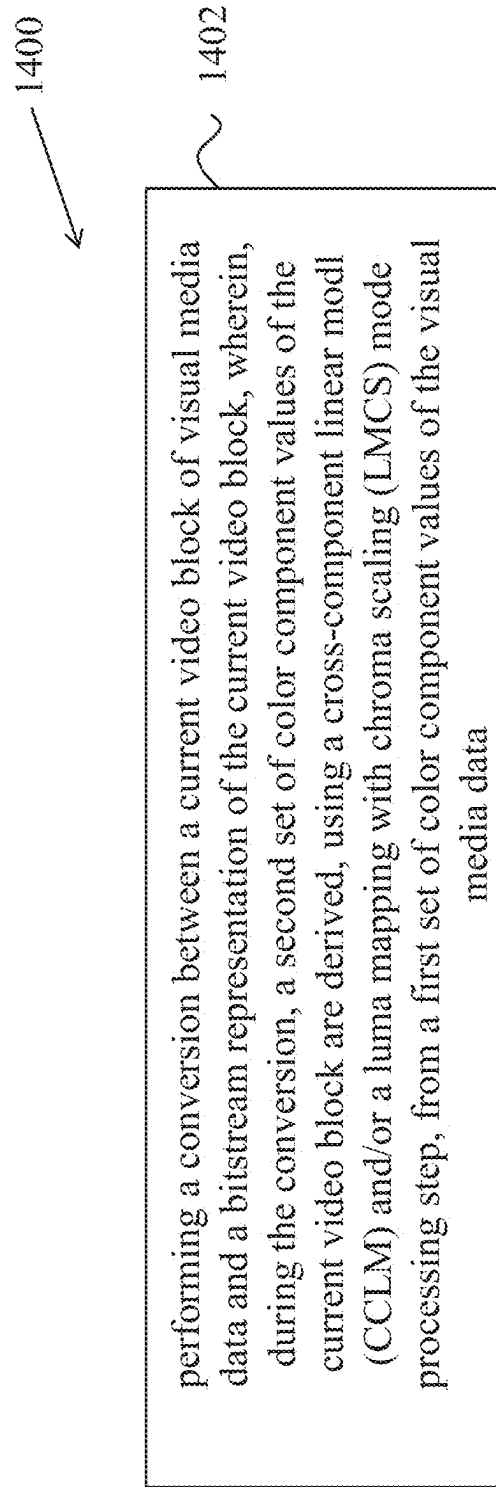 1400
1402
performing a conversion between a current video block of visual media
data and a bitstream representation of the current video block, wherein,
during the conversion, a second set of color component values of the
current video block are derived, using a cross-component linear modl
(CCLM) and/or a luma mapping with chroma scaling (LMCS) mode
processing step, from a first set of color component values of the visual
media data